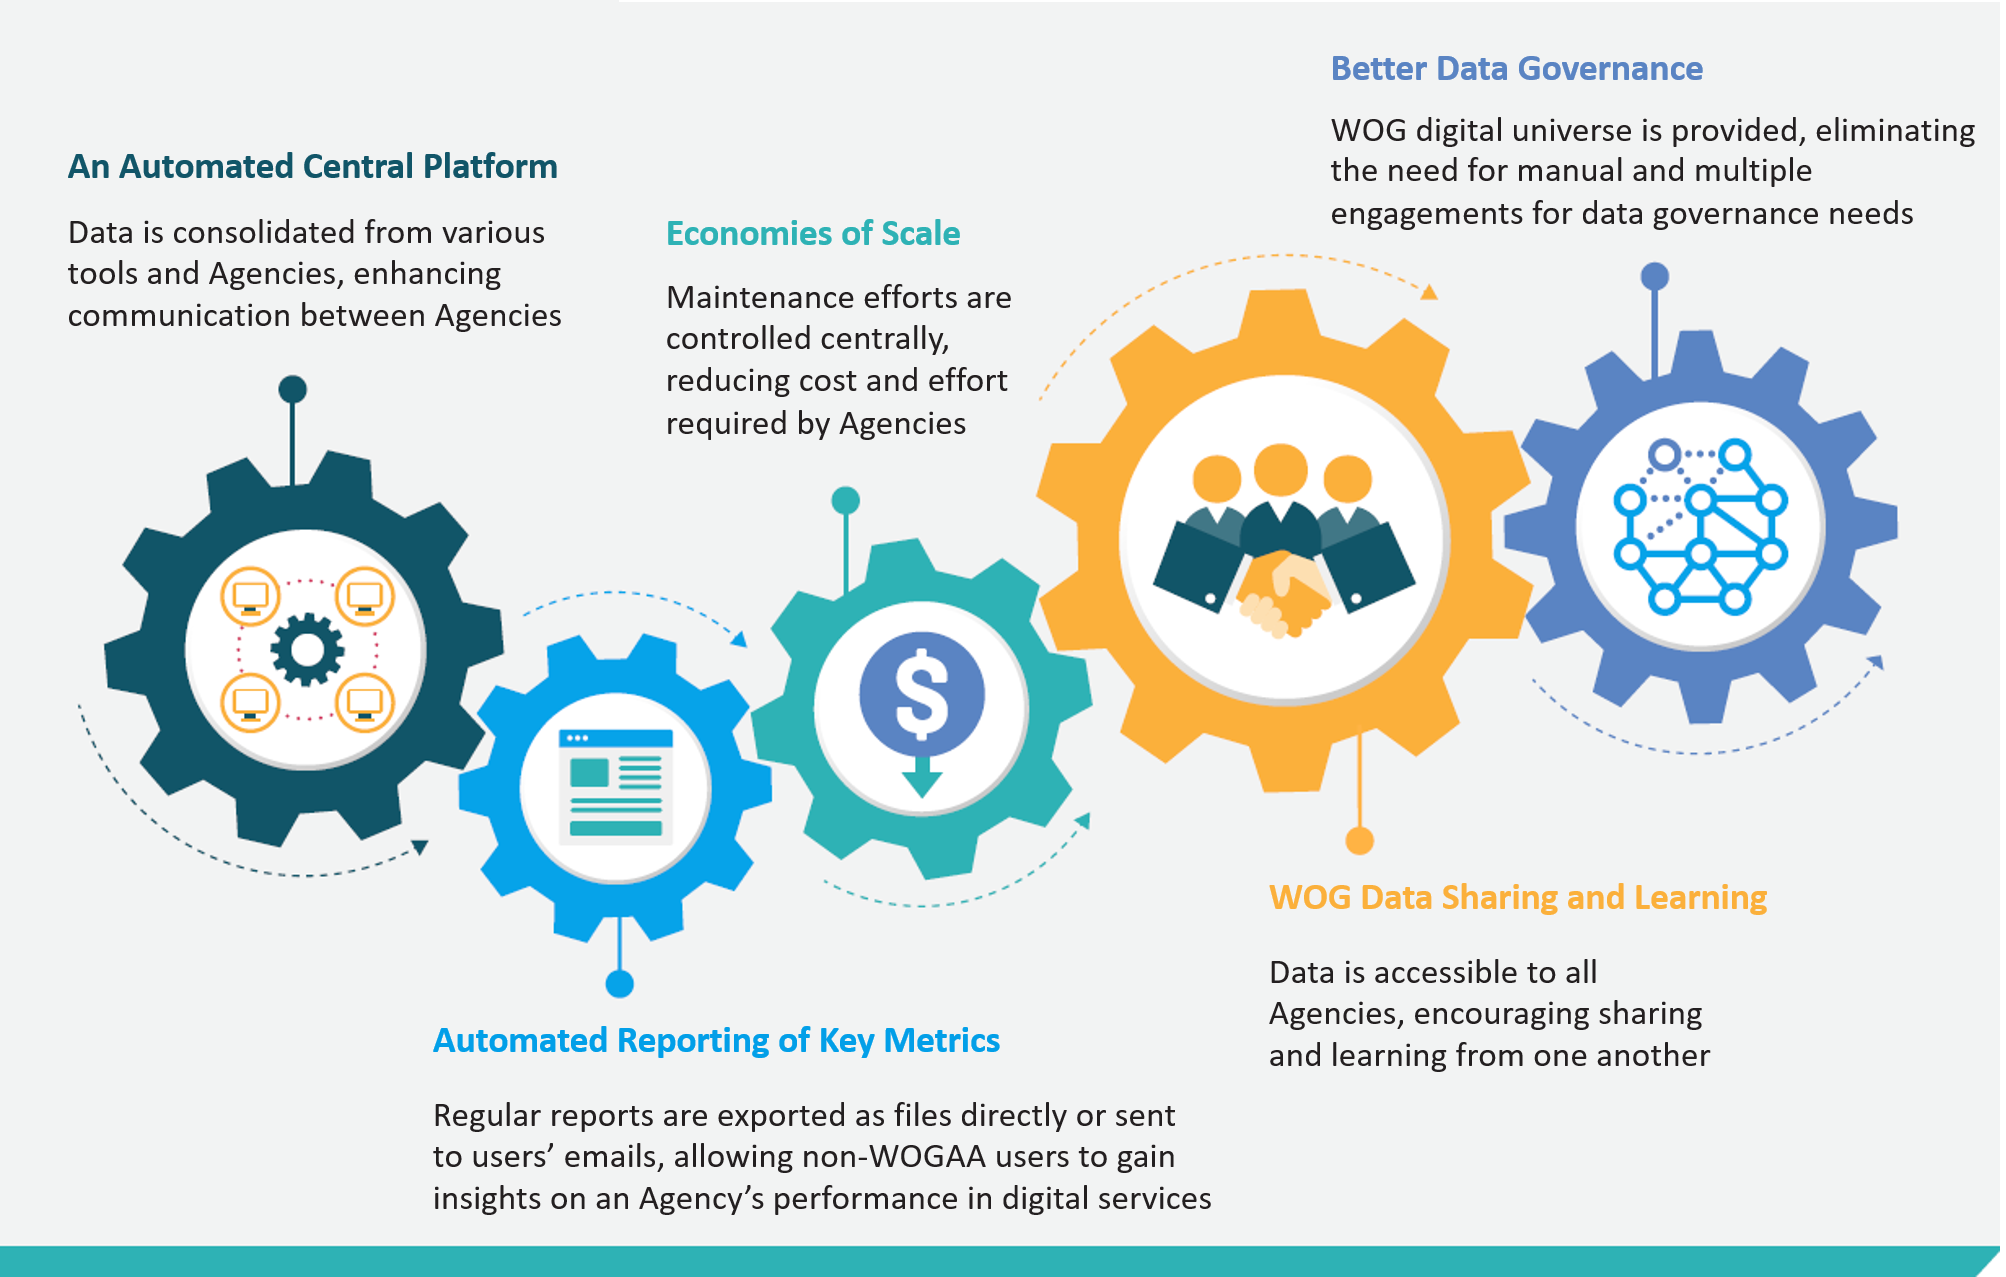 An Automated Central Platform
Data is consolidated from various
tools and Agencies, enhancing
communication between Agencies
Automated Reporting of Key Metrics
Regular reports are exported as files directly or sent
to users’ emails, allowing non-WOGAA users to gain
insights on an Agency’s performance in digital services
Economies of Scale
Maintenance efforts are
controlled centrally,
reducing cost and effort
required by Agencies
$
WOG Data Sharing and Learning
Data is accessible to all
Agencies, encouraging sharing
and learning from one another
Better Data Governance
WOG digital universe is provided, eliminating
the need for manual and multiple
engagements for data governance needs